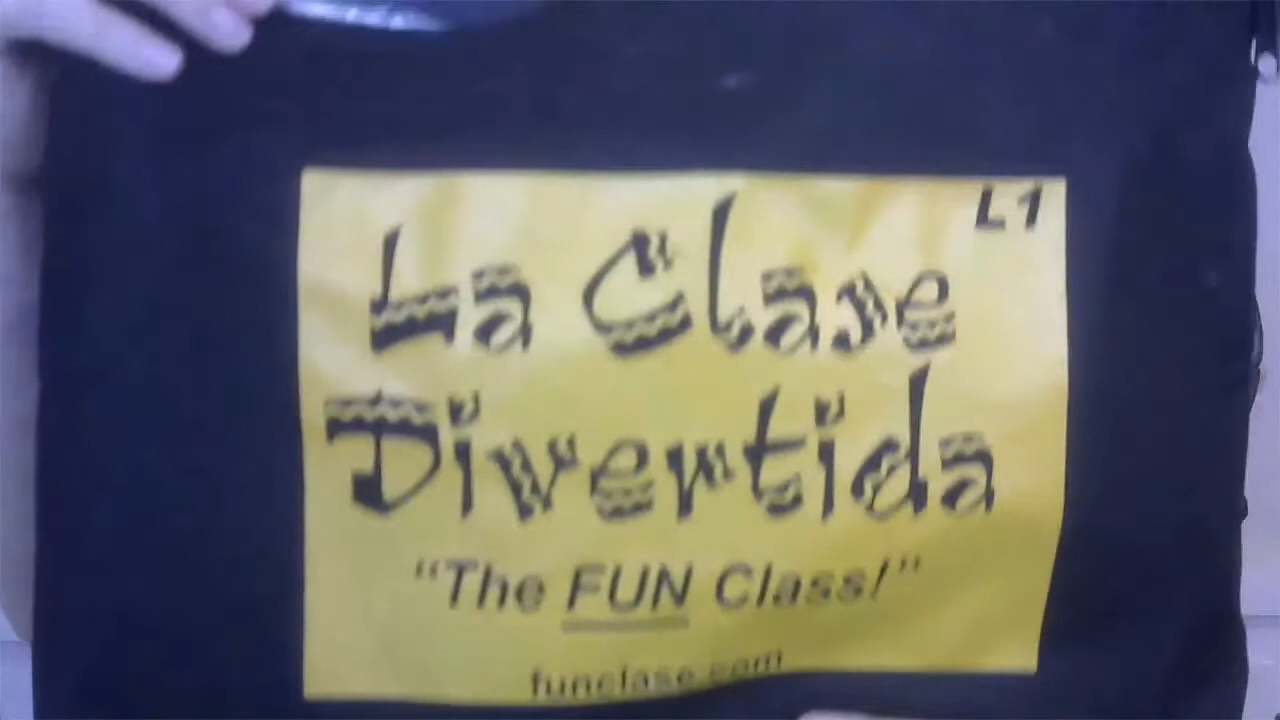 L1
La Clase
Divertida
“The FUN Class!”
funclase.com